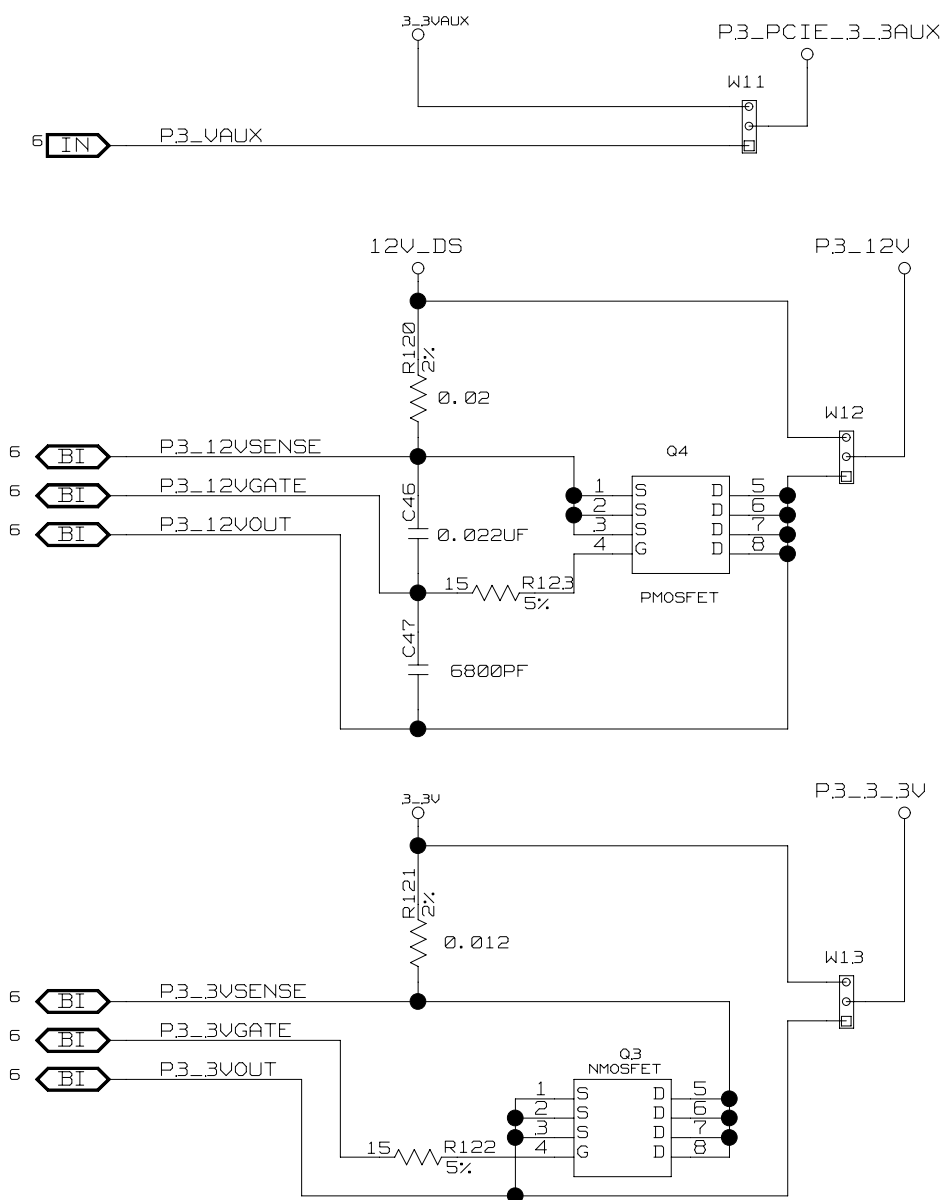 3_3VAUX
P3_PCIE_3_3AUX
W11
6 IN P3_VAUX
12V_DS
P3_12V
R120
2%
0.02
W12
6 BI P3_12VSENSE
Q4
6 BI P3_12VGATE
C46
1 S D 5
2 S D 6
6 BI P3_12VOUT
0.022UF
3 S D 7
4 G D 8
15 R123
5%
PMOSFET
C47
6800PF
3_3V
P3_3_3V
R121
2%
0.012
W13
6 BI P3_3VSENSE
6 BI P3_3VGATE
Q3
NMOSFET
6 BI P3_3VOUT
1 S D 5
2 S D 6
3 S D 7
15 R122 4 G D 8
5%